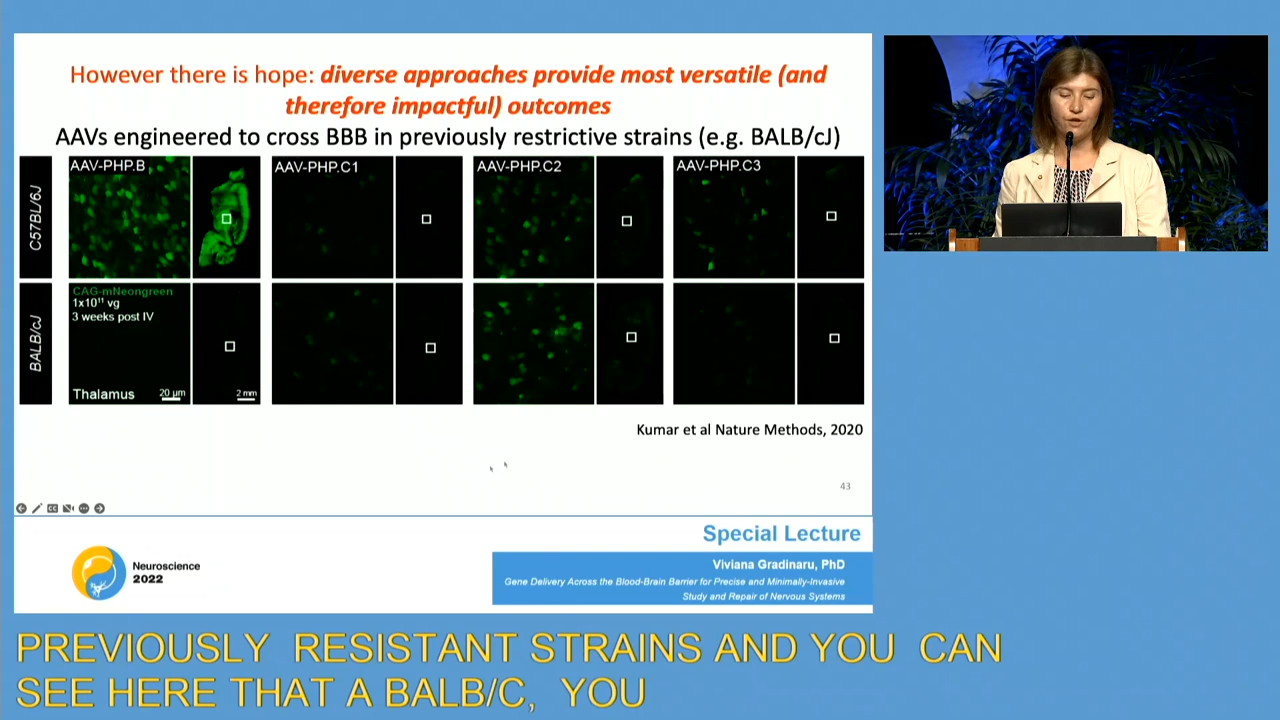 However there is hope: diverse approaches provide most versatile (and
therefore impactful) outcomes
AAVs engineered to cross BBB in previously restrictive strains (e.g. BALB/cJ)
C57BL/6J
AAV-PHP.B
AAV-PHP.C1
AAV-PHP.C2
AAV-PHP.C3
BALB/cJ
CAG-mNeongreen
1x10¹¹ vg
3 weeks post IV
Thalamus
20 µm
2 mm
Kumar et al Nature Methods, 2020
43
Neuroscience
2022
Special Lecture
Viviana Gradinaru, PhD
Gene Delivery Across the Blood-Brain Barrier for Precise and Minimally-Invasive
Study and Repair of Nervous Systems
PREVIOUSLY RESISTANT STRAINS AND YOU CAN
SEE HERE THAT A BALB/C, YOU